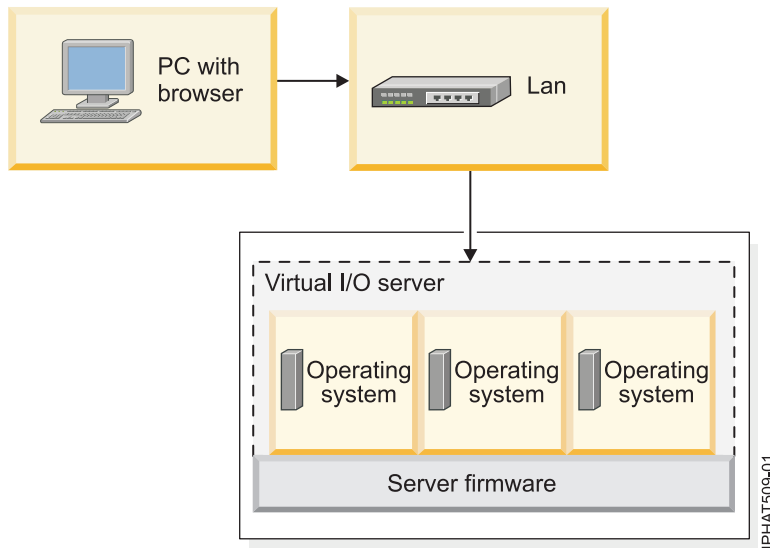 PC with
browser
Lan
Virtual I/O server
Operating
system
Operating
system
Operating
system
Server firmware
IPHAT509-01